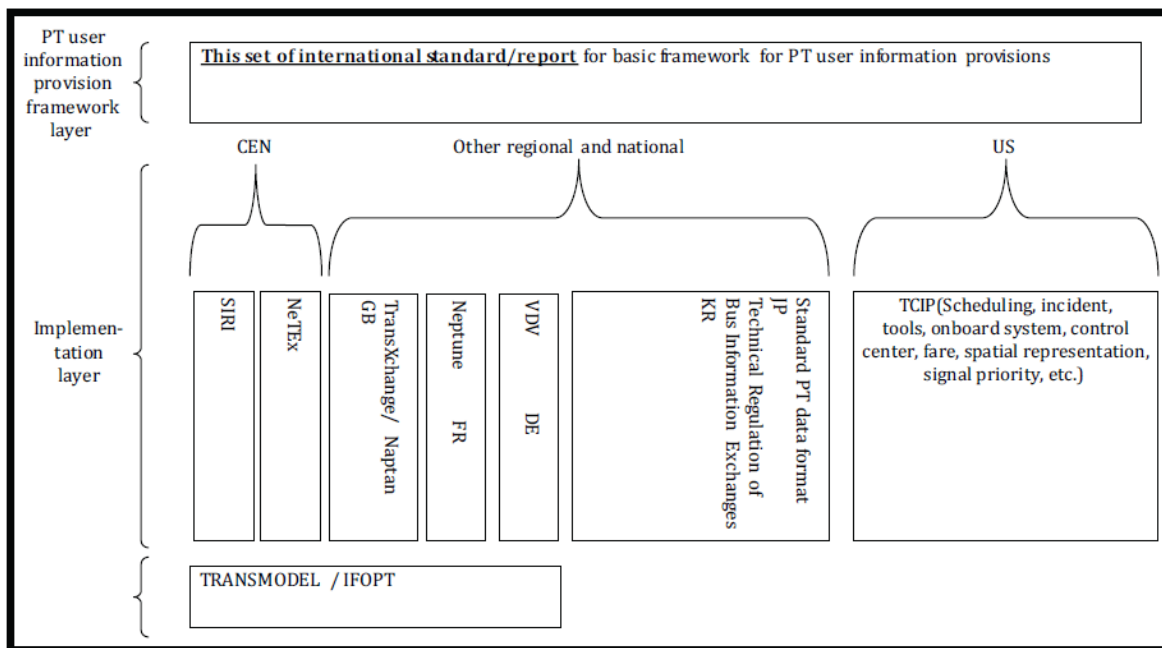 PT user
information
provision
framework
layer
This set of international standard/report for basic framework for PT user information provisions
CEN
Other regional and national
US
Implemen-
tation
layer
SIRI
NeTEx
TransXchange/ Naptan
GB
Neptune FR
VDV DE
Standard PT data format
JP
Technical Regulation of
Bus Information Exchanges
KR
TCIP(Scheduling, incident,
tools, onboard system, control
center, fare, spatial representation,
signal priority, etc.)
TRANSMODEL / IFOPT